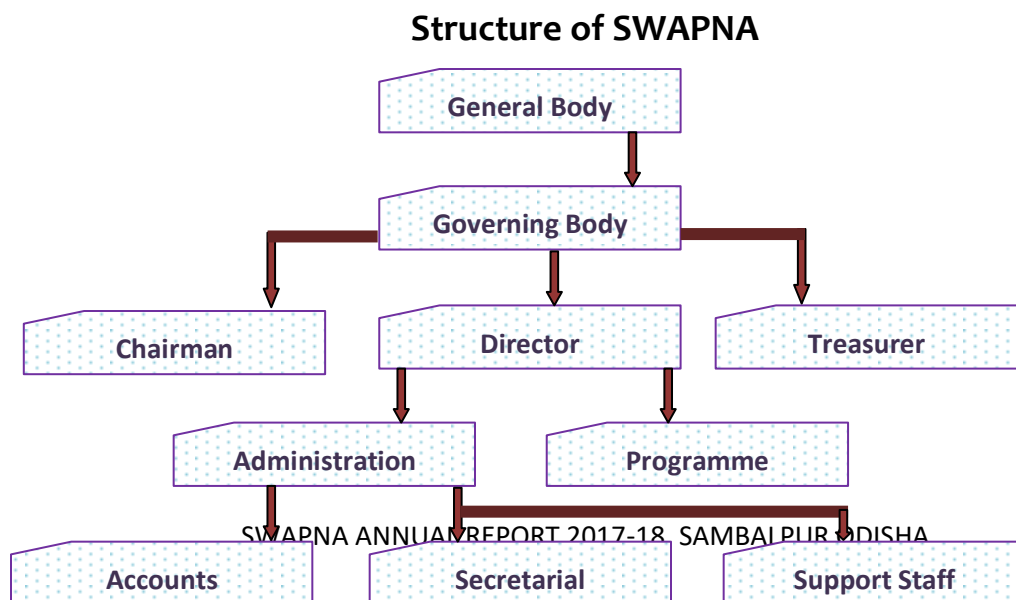 Structure of SWAPNA
General Body
Governing Body
Chairman
Director
Treasurer
Administration
Programme
SWAPNA ANNUAL REPORT 2017-18, SAMBALPUR ODISHA
Accounts
Secretarial
Support Staff